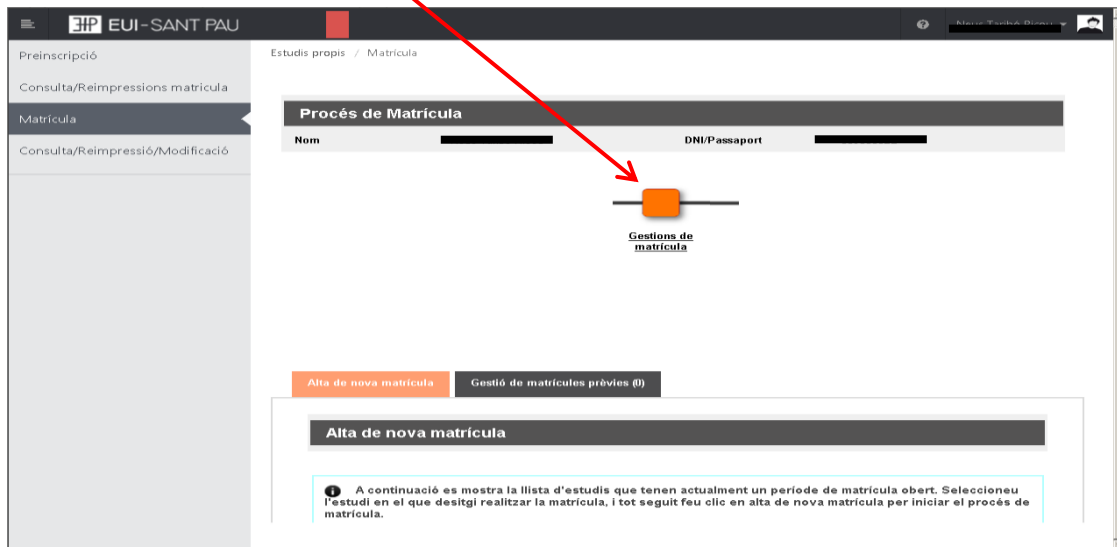 EUI-SANT PAU
Preinscripció
Consulta/Reimpressions matricula
Matrícula
Consulta/Reimpressió/Modificació
Estudis propis / Matrícula
Procés de Matrícula
Nom DNI/Passaport
Gestions de
matrícula
Alta de nova matrícula Gestió de matrícules prèvies (0)
Alta de nova matrícula
A continuació es mostra la llista d'estudis que tenen actualment un període de matrícula obert. Seleccioneu
l'estudi en el que desitgi realitzar la matrícula, i tot seguit feu clic en alta de nova matrícula per iniciar el procés de
matrícula.